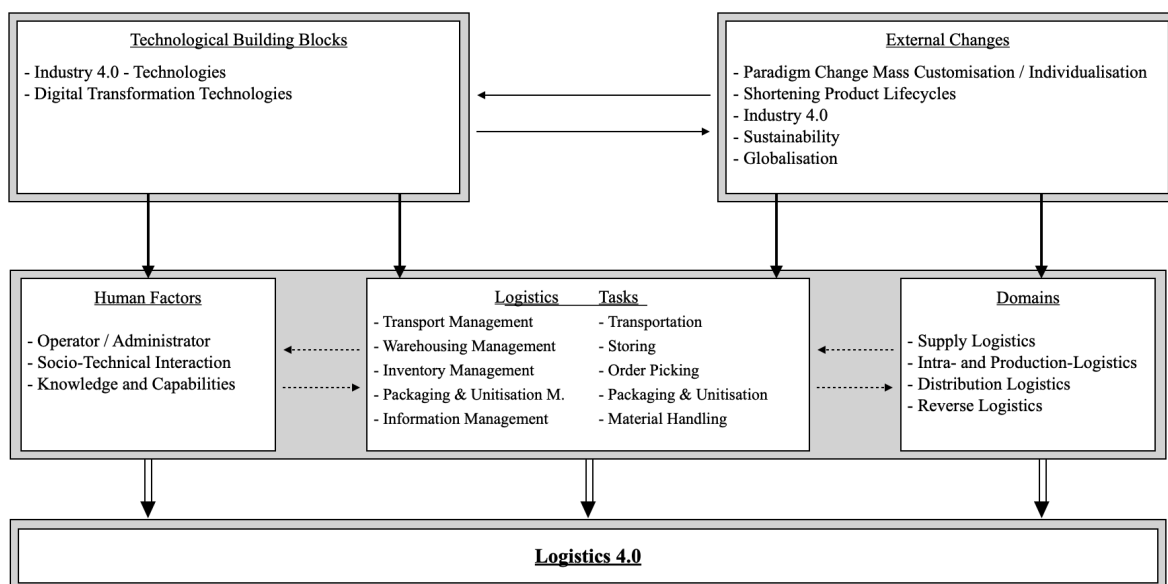 Technological Building Blocks
- Industry 4.0 - Technologies
- Digital Transformation Technologies
External Changes
- Paradigm Change Mass Customisation / Individualisation
- Shortening Product Lifecycles
- Industry 4.0
- Sustainability
- Globalisation
Human Factors
- Operator / Administrator
- Socio-Technical Interaction
- Knowledge and Capabilities
Logistics Tasks
- Transport Management
- Warehousing Management
- Inventory Management
- Packaging & Unitisation M.
- Information Management
- Transportation
- Storing
- Order Picking
- Packaging & Unitisation
- Material Handling
Domains
- Supply Logistics
- Intra- and Production-Logistics
- Distribution Logistics
- Reverse Logistics
Logistics 4.0